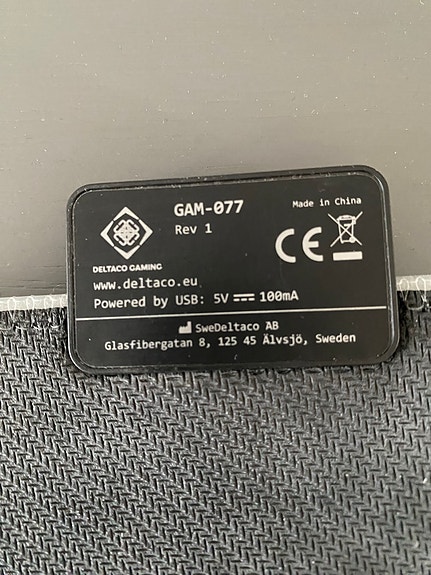 GAM-077
Made in China
Rev 1
CE
DELTACO GAMING
www.deltaco.eu
Powered by USB: 5V ⎓ 100mA
SweDeltaco AB
Glasfibergatan 8, 125 45 Älvsjö, Sweden